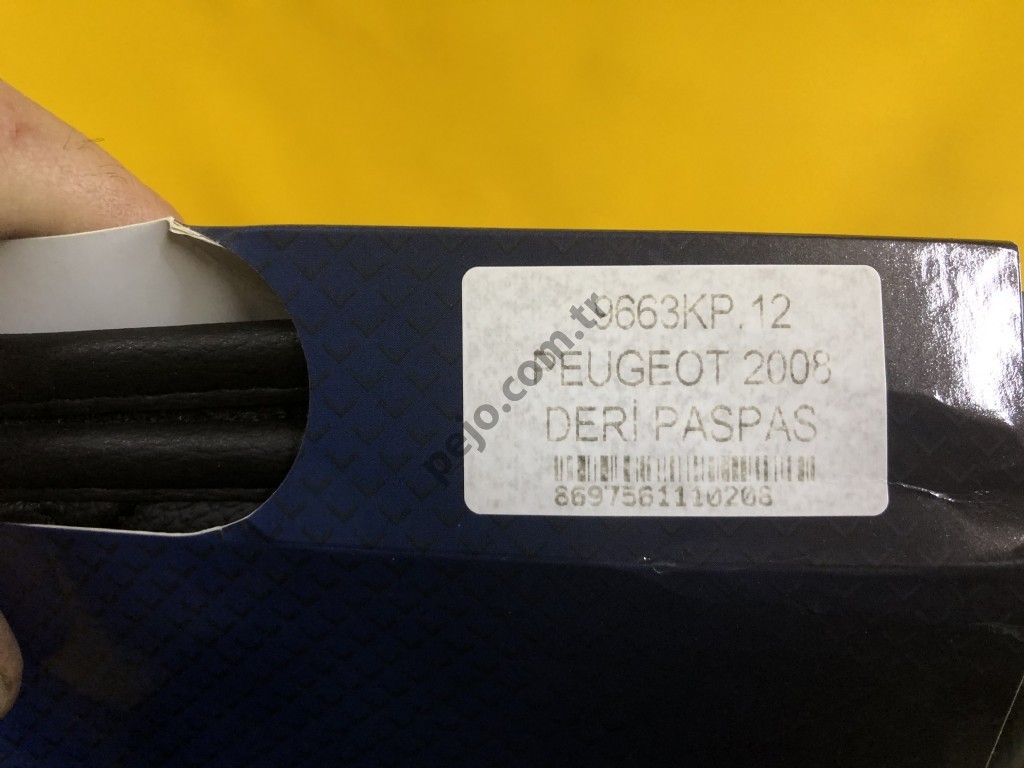 9663KP.12
PEUGEOT 2008
DERİ PASPAS
8697561110208
pejo.com.tr